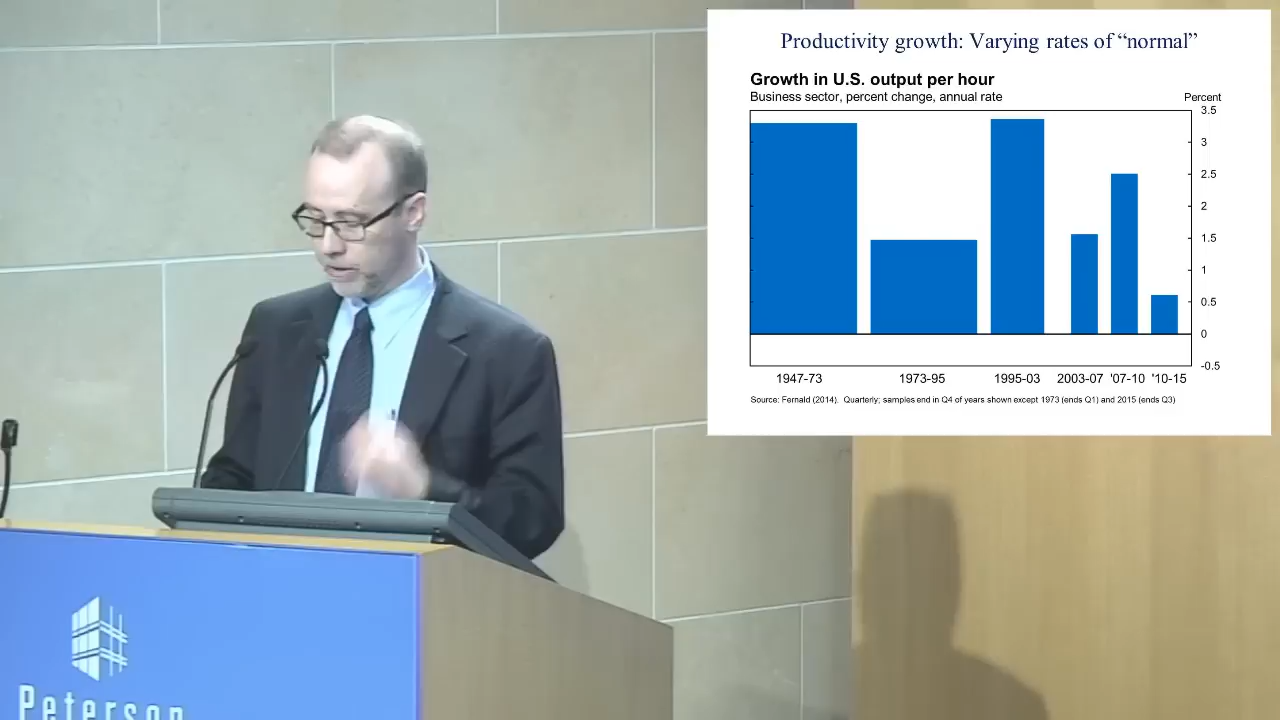 Productivity growth: Varying rates of “normal”
Growth in U.S. output per hour
Business sector, percent change, annual rate
Percent
3.5
3
2.5
2
1.5
1
0.5
0
-0.5
1947-73 1973-95 1995-03 2003-07 '07-10 '10-15
Source: Fernald (2014). Quarterly; samples end in Q4 of years shown except 1973 (ends Q1) and 2015 (ends Q3)
Peterson